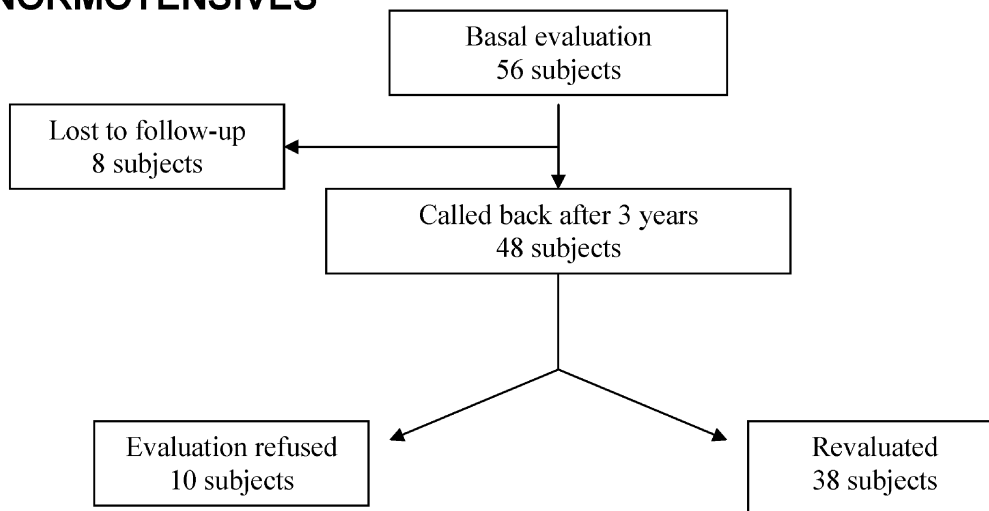 NORMOTENSIVES
Basal evaluation
56 subjects
Lost to follow-up
8 subjects
Called back after 3 years
48 subjects
Evaluation refused
10 subjects
Revaluated
38 subjects